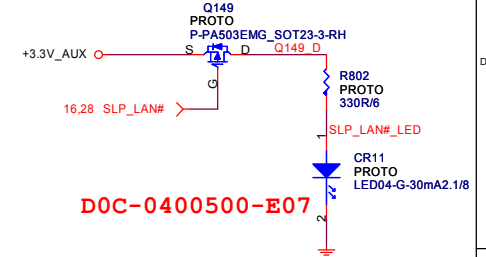 Q149
PROTO
P-PA503EMG_SOT23-3-RH
+3.3V_AUX
S
D
Q149_D
G
16,28 SLP_LAN#
R802
PROTO
330R/6
1
SLP_LAN#_LED
CR11
PROTO
LED04-G-30mA2.1/8
D0C-0400500-E07
2
D